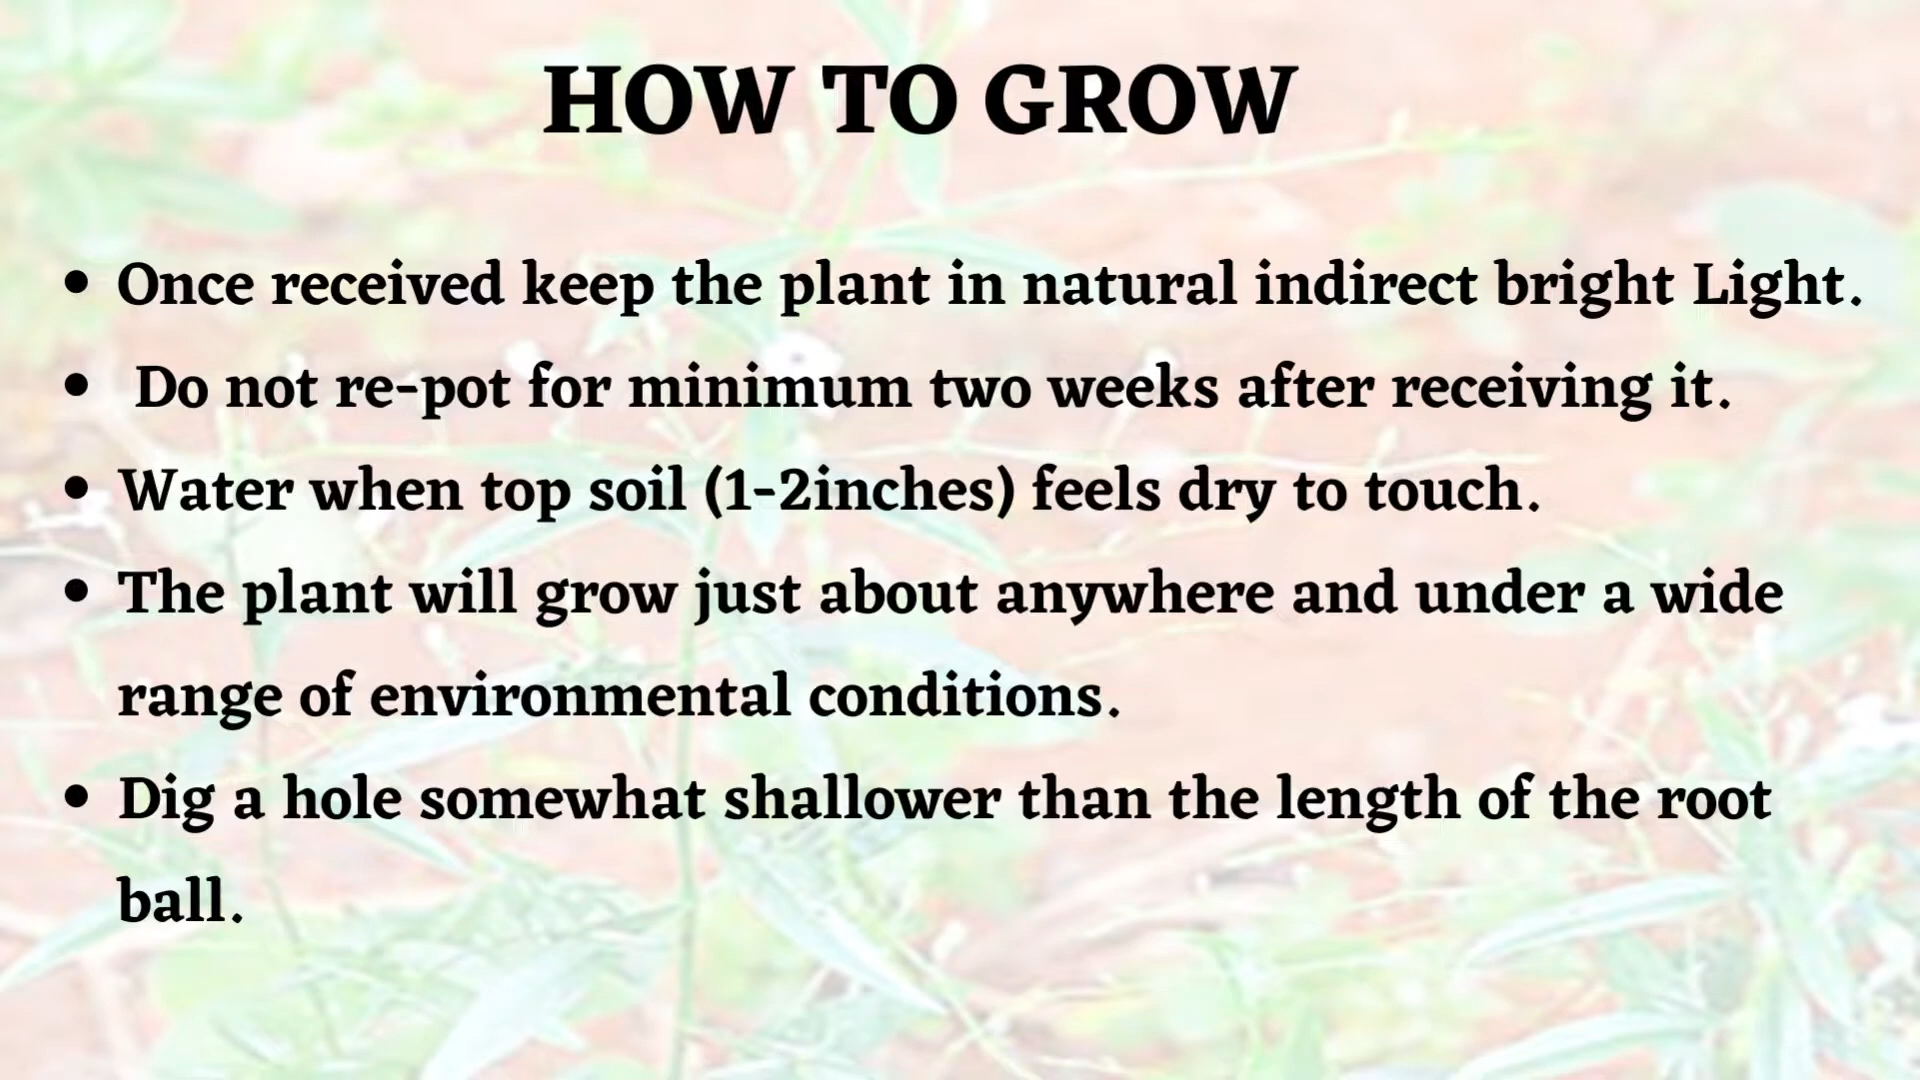 HOW TO GROW
• Once received keep the plant in natural indirect bright Light.
• Do not re-pot for minimum two weeks after receiving it.
• Water when top soil (1-2inches) feels dry to touch.
• The plant will grow just about anywhere and under a wide
range of environmental conditions.
• Dig a hole somewhat shallower than the length of the root
ball.